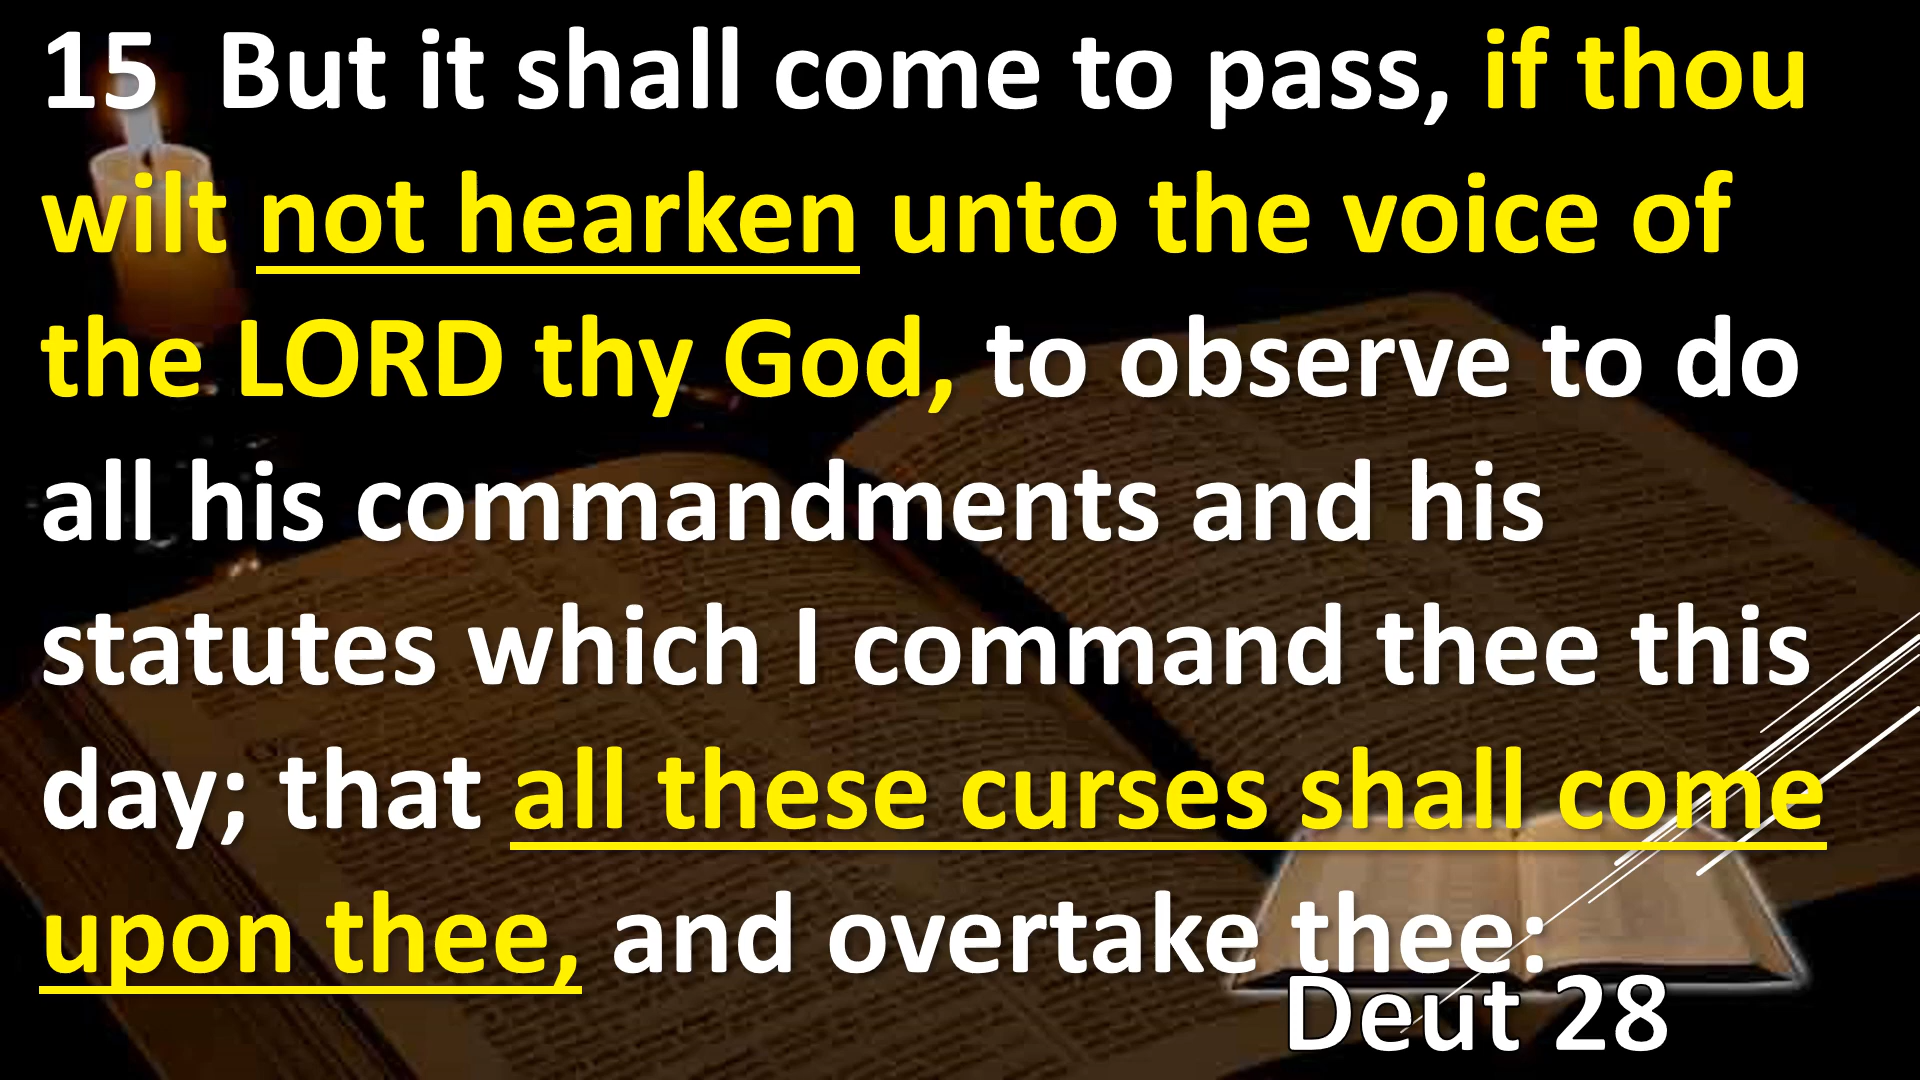 15  But it shall come to pass, if thou
wilt not hearken unto the voice of
the LORD thy God, to observe to do
all his commandments and his
statutes which I command thee this
day; that all these curses shall come
upon thee, and overtake thee:
Deut 28